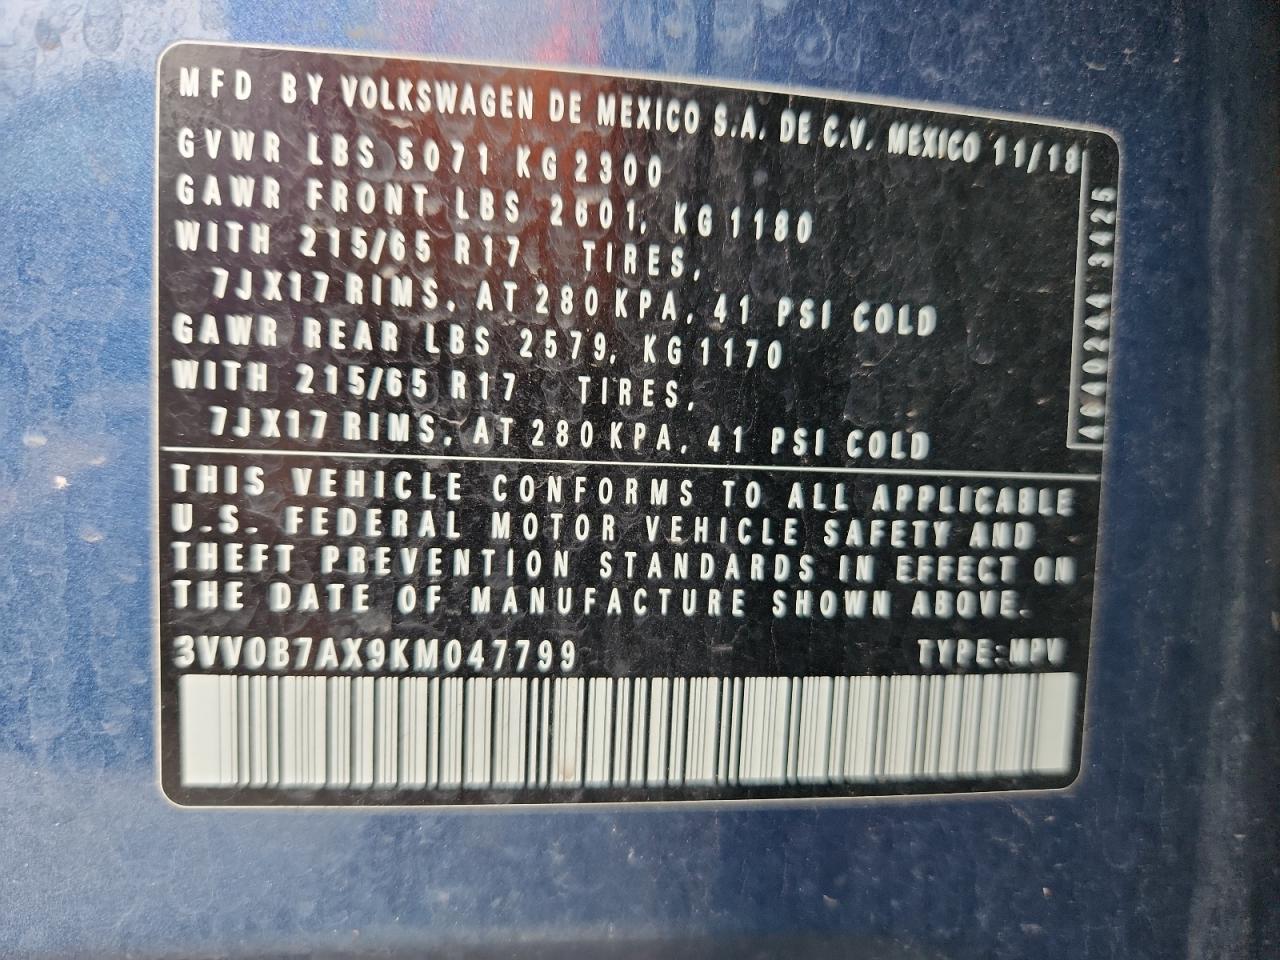 MFD BY VOLKSWAGEN DE MEXICO S.A. DE C.V. MEXICO 11/18
GVWR LBS 5071 KG 2300
GAWR FRONT LBS 2601, KG 1180
WITH 215/65 R17 TIRES,
7JX17 RIMS, AT 280 KPA, 41 PSI COLD
GAWR REAR LBS 2579, KG 1170
WITH 215/65 R17 TIRES,
7JX17 RIMS, AT 280 KPA, 41 PSI COLD
THIS VEHICLE CONFORMS TO ALL APPLICABLE
U.S. FEDERAL MOTOR VEHICLE SAFETY AND
THEFT PREVENTION STANDARDS IN EFFECT ON
THE DATE OF MANUFACTURE SHOWN ABOVE.
3VV0B7AX9KM047799 TYPE:MPV